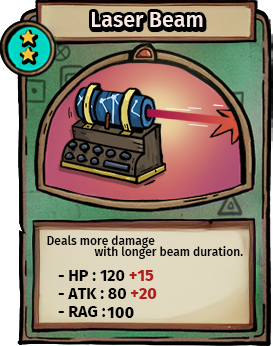 Laser Beam
Deals more damage
with longer beam duration.
- HP : 120 +15
- ATK : 80 +20
- RAG : 100